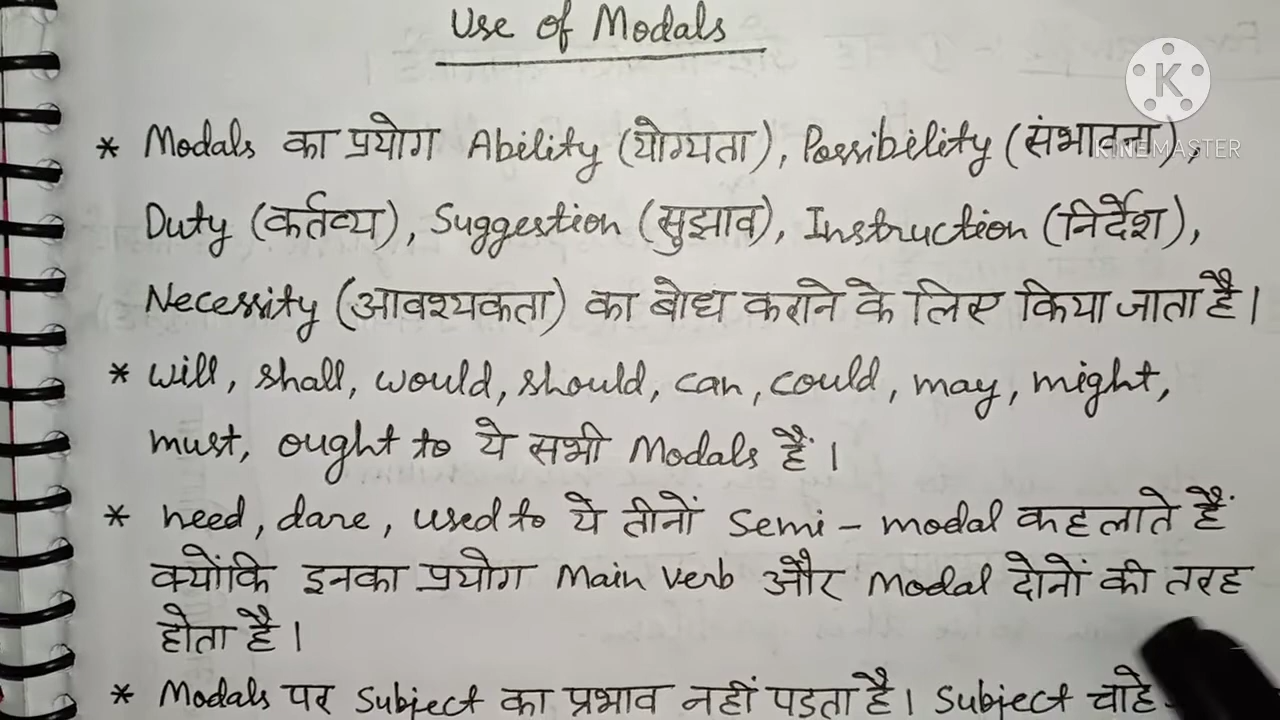 Use of Modals
K
KINEMASTER
* Modals का प्रयोग Ability (योग्यता), Possibility (संभावना),
Duty (कर्तव्य), Suggestion (सुझाव), Instruction (निर्देश),
Necessity (आवश्यकता) का बोध कराने के लिए किया जाता है।
* will, shall, would, should, can, could, may, might,
must, ought to ये सभी Modals हैं।
* need, dare, used to ये तीनों Semi - modal कहलाते हैं
क्योंकि इनका प्रयोग Main verb और Modal दोनों की तरह
होता है।
* Modals पर Subject का प्रभाव नहीं पड़ता है। Subject चाहे